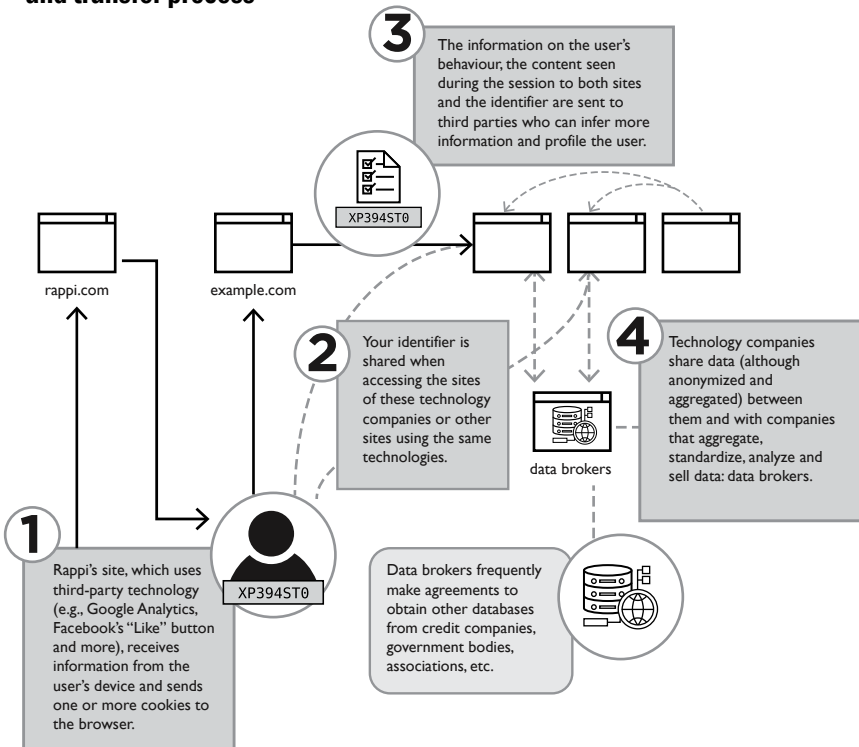 and transfer process
3
The information on the user's
behaviour, the content seen
during the session to both sites
and the identifier are sent to
third parties who can infer more
information and profile the user.
XP394ST0
rappi.com
example.com
2
Your identifier is
shared when
accessing the sites
of these technology
companies or other
sites using the same
technologies.
4
Technology companies
share data (although
anonymized and
aggregated) between
them and with companies
that aggregate,
standardize, analyze and
sell data: data brokers.
data brokers
1
Rappi's site, which uses
third-party technology
(e.g., Google Analytics,
Facebook's “Like” button
and more), receives
information from the
user's device and sends
one or more cookies to
the browser.
XP394ST0
Data brokers frequently
make agreements to
obtain other databases
from credit companies,
government bodies,
associations, etc.